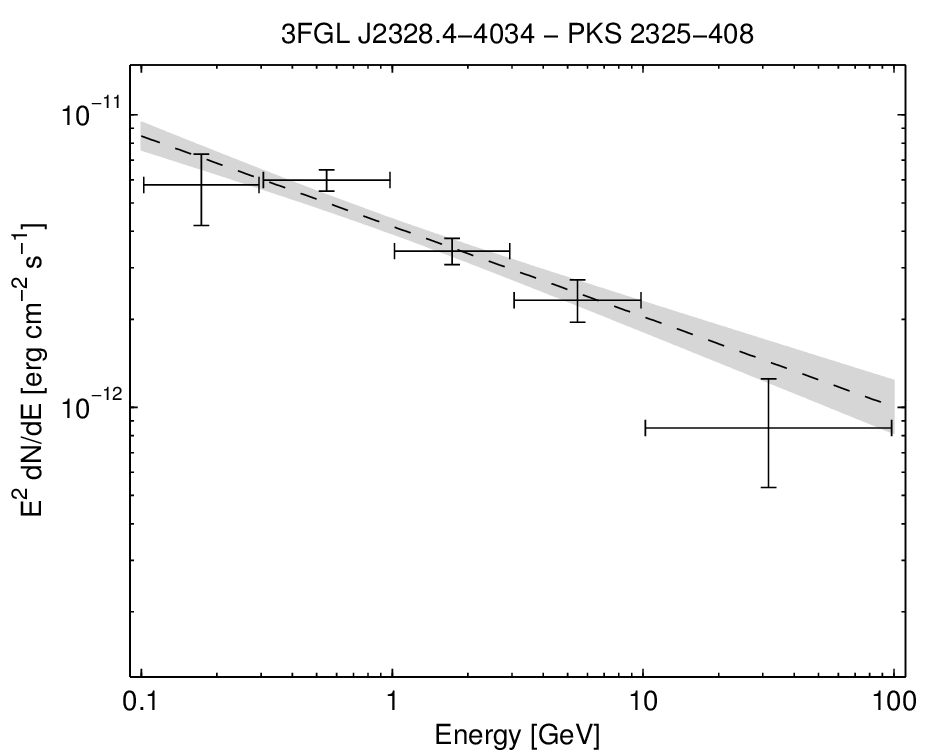 3FGL J2328.4−4034 − PKS 2325−408
10⁻¹¹
10⁻¹²
E² dN/dE [erg cm⁻² s⁻¹]
0.1 1 10 100
Energy [GeV]